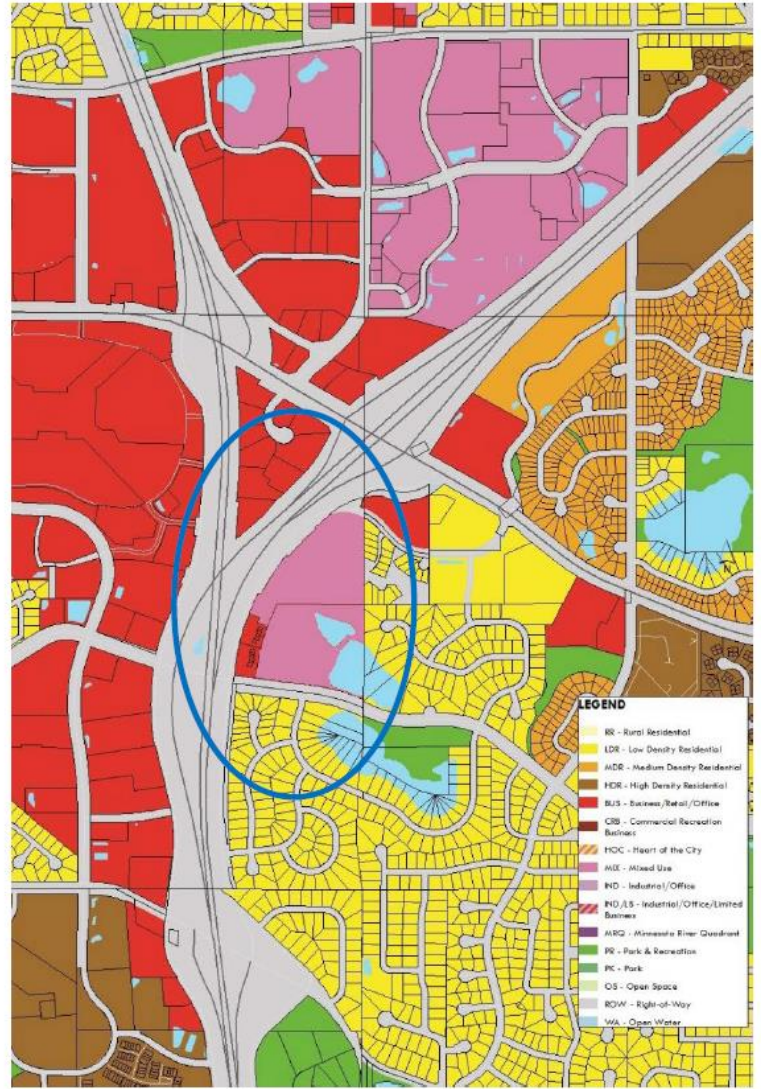 LEGEND
RR - Rural Residential
LDR - Low Density Residential
MDR - Medium Density Residential
HDR - High Density Residential
BUS - Business/Retail/Office
CRB - Commercial Recreation
Business
HOC - Heart of the City
MIX - Mixed Use
IND - Industrial/Office
IND/LB - Industrial/Office/Limited
Business
MRQ - Minnesota River Quadrant
PR - Park & Recreation
PK - Park
OS - Open Space
ROW - Right-of-Way
WA - Open Water